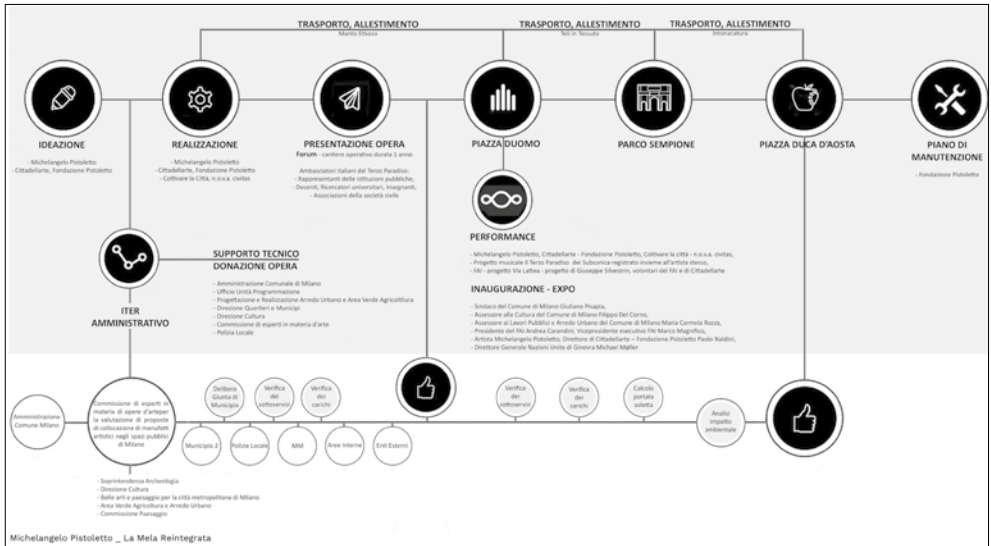 TRASPORTO, ALLESTIMENTO
Manto Erboso
TRASPORTO, ALLESTIMENTO
Teli in Tessuto
TRASPORTO, ALLESTIMENTO
Intonacatura
IDEAZIONE
- Michelangelo Pistoletto
- Cittadellarte, Fondazione Pistoletto
REALIZZAZIONE
- Michelangelo Pistoletto
- Cittadellarte, Fondazione Pistoletto
- Coltivare la Città, n.o.v.a. civitas
PRESENTAZIONE OPERA
Forum - cantiere operativo durata 1 anno
Ambasciatori italiani del Terzo Paradiso:
- Rappresentanti delle istituzioni pubbliche,
- Docenti, Ricercatori universitari, Insegnanti,
- Associazioni della società civile
PIAZZA DUOMO
PARCO SEMPIONE
PIAZZA DUCA D'AOSTA
PIANO DI
MANUTENZIONE
- Fondazione Pistoletto
PERFORMANCE
- Michelangelo Pistoletto, Cittadellarte - Fondazione Pistoletto, Coltivare la città - n.o.v.a. civitas,
- Progetto musicale Il Terzo Paradiso dei Subsonica registrato insieme all'artista stesso,
- FAI - progetto Via Lattea - progetto di Giuseppe Silvestrin, volontari del FAI e di Cittadellarte
INAUGURAZIONE - EXPO
- Sindaco del Comune di Milano Giuliano Pisapia,
- Assessore alla Cultura del Comune di Milano Filippo Del Corno,
- Assessore ai Lavori Pubblici e Arredo Urbano del Comune di Milano Maria Carmela Rozza,
- Presidente del FAI Andrea Carandini, Vicepresidente esecutivo FAI Marco Magnifico,
- Artista Michelangelo Pistoletto, Direttore di Cittadellarte – Fondazione Pistoletto Paolo Naldini,
- Direttore Generale Nazioni Unite di Ginevra Michael Møller
SUPPORTO TECNICO
DONAZIONE OPERA
- Amministrazione Comunale di Milano
- Ufficio Unità Programmazione
- Progettazione e Realizzazione Arredo Urbano e Area Verde Agricoltiura
- Direzione Quartieri e Municipi
- Direzione Cultura
- Commissione di esperti in materia d'arte
- Polizia Locale
ITER
AMMINISTRATIVO
Amministrazione
Comune Milano
Commissione di esperti in
materia di opere d'arteper
la valutazione di proposte
di collocazione di manufatti
artistici negli spazi pubblici
di Milano
Delibera
Giunta di
Municipio
Verifica
dei
sottoservizi
Verifica
dei
carichi
Municipio 2
Polizia Locale
MM
Aree Interne
Enti Esterni
Verifica
dei
sottoservizi
Verifica
dei
carichi
Calcolo
portata
soletta
Analisi
impatto
ambientale
- Soprintendenza Archeologia
- Direzione Cultura
- Belle arti e paesaggio per la città metropolitana di Milano
- Area Verde Agricoltura e Arredo Urbano
- Commissione Paesaggio
Michelangelo Pistoletto _ La Mela Reintegrata